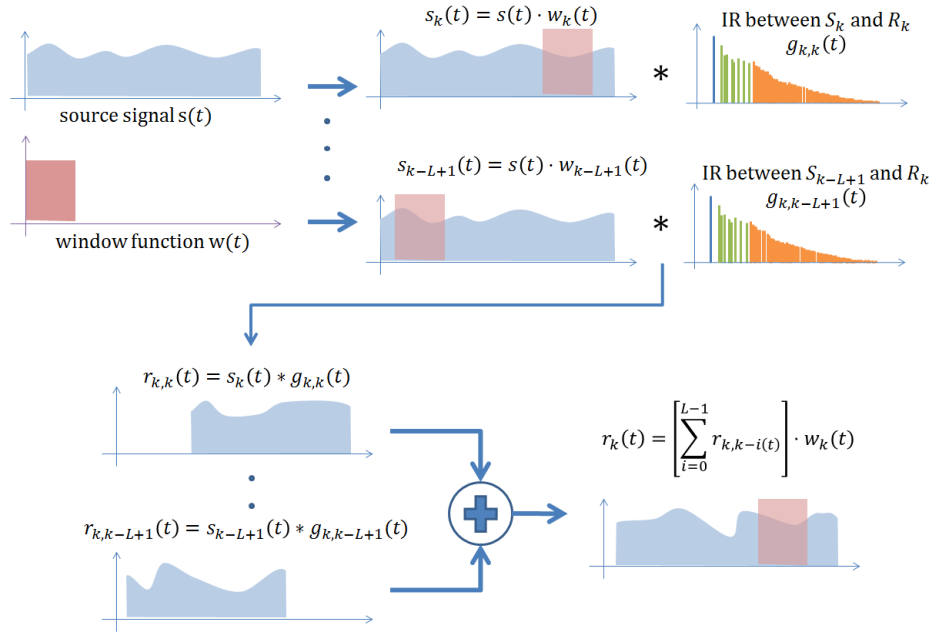 s_k(t) = s(t) · w_k(t)
IR between S_k and R_k
g_{k,k}(t)
*
source signal s(t)
s_{k−L+1}(t) = s(t) · w_{k−L+1}(t)
IR between S_{k−L+1} and R_k
g_{k,k−L+1}(t)
*
window function w(t)
r_{k,k}(t) = s_k(t) ∗ g_{k,k}(t)
r_k(t) = [∑_{i=0}^{L−1} r_{k,k−i(t)}] · w_k(t)
r_{k,k−L+1}(t) = s_{k−L+1}(t) ∗ g_{k,k−L+1}(t)